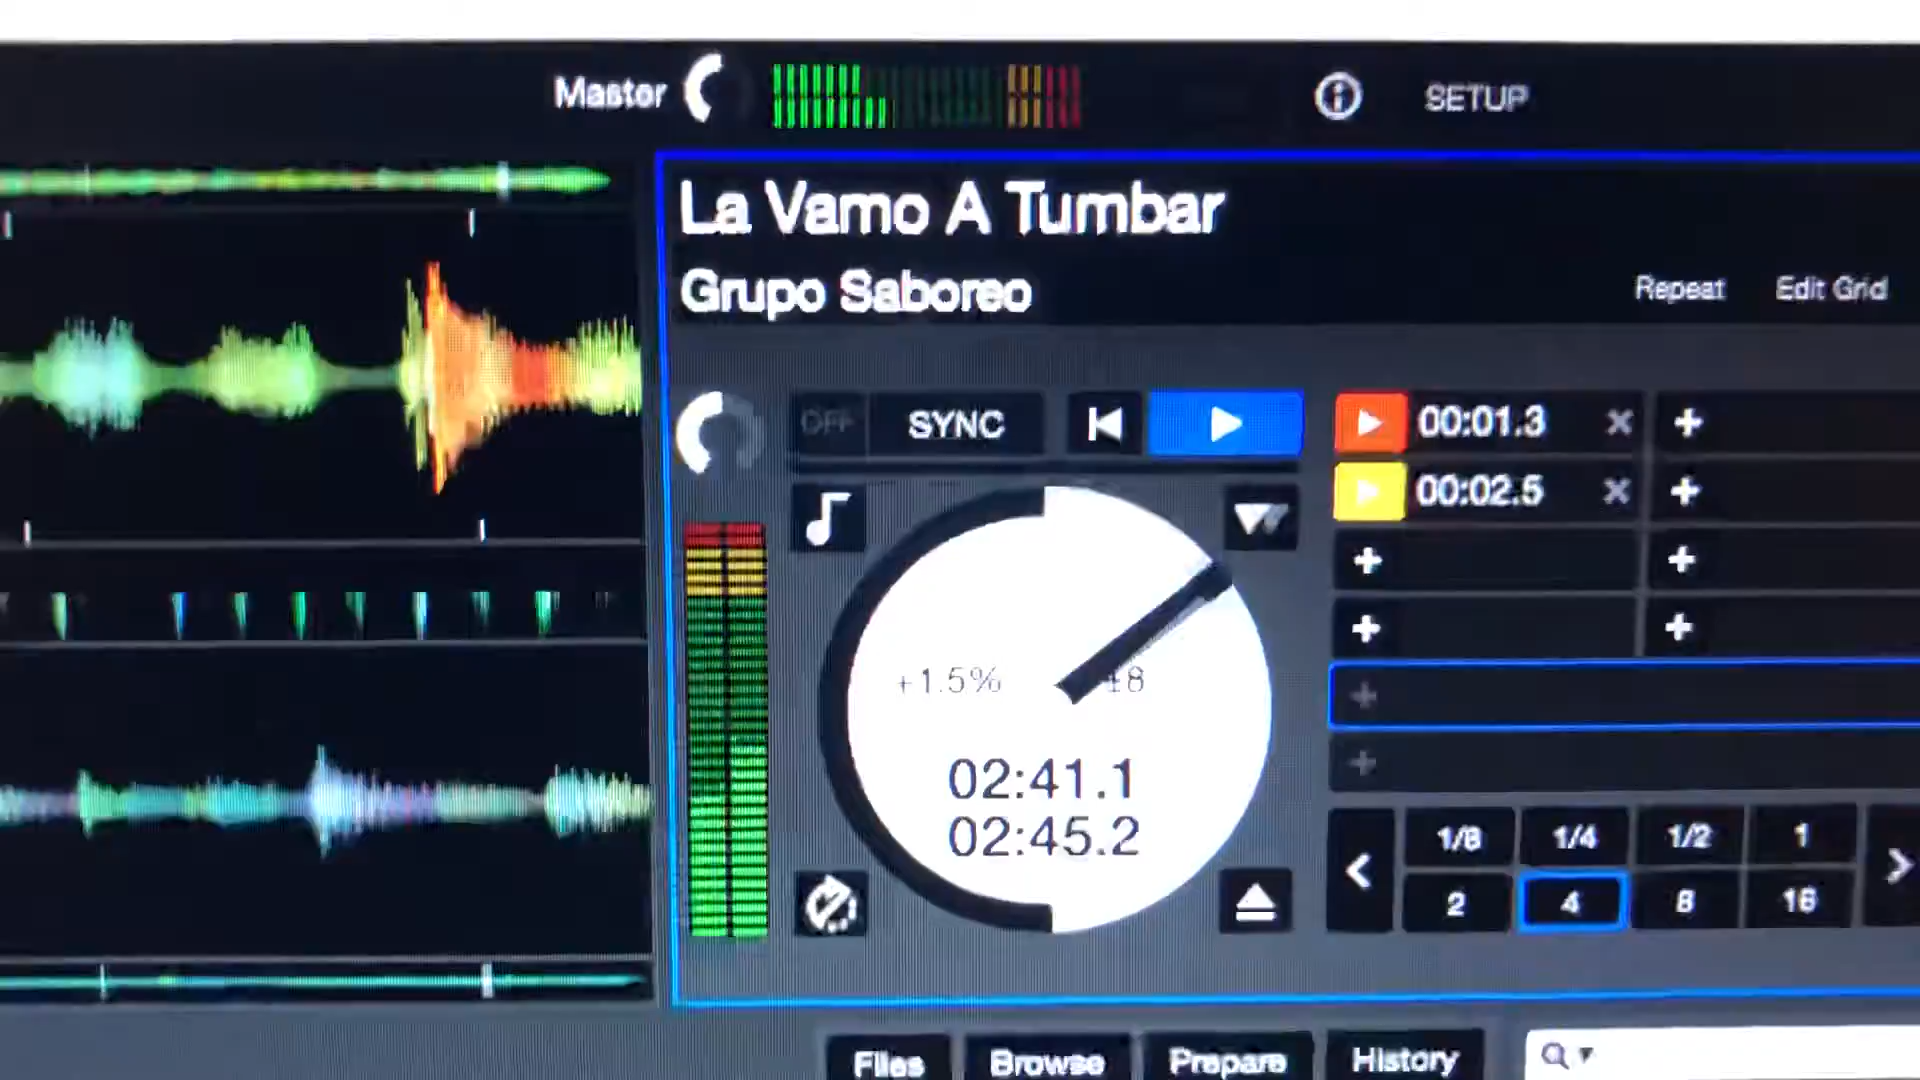 Master SETUP
La Vamo A Tumbar
Grupo Saboreo
Repeat Edit Grid
OFF SYNC
00:01.3
00:02.5
+1.5% ±8
02:41.1
02:45.2
1/8 1/4 1/2 1
2 4 8 16
Files Browse Prepare History